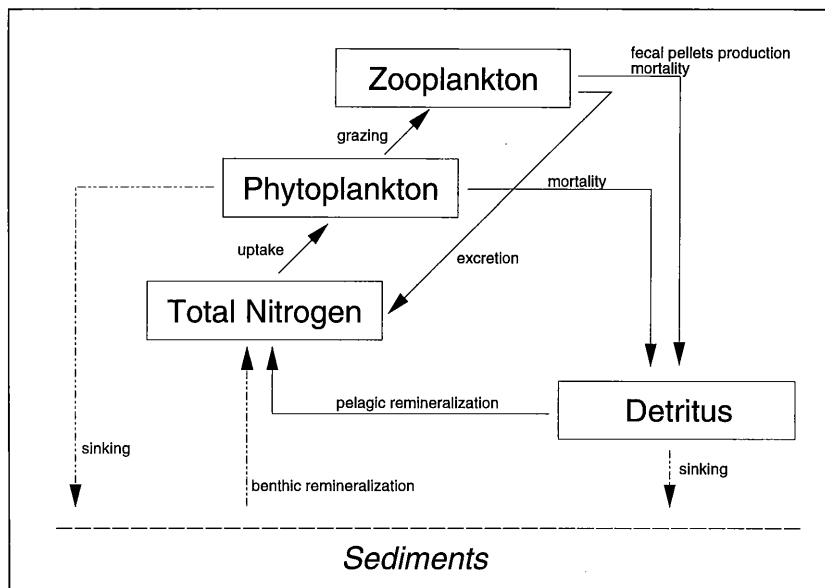 fecal pellets production
mortality
Zooplankton
grazing
Phytoplankton
mortality
uptake
excretion
Total Nitrogen
pelagic remineralization
Detritus
sinking
sinking
benthic remineralization
Sediments